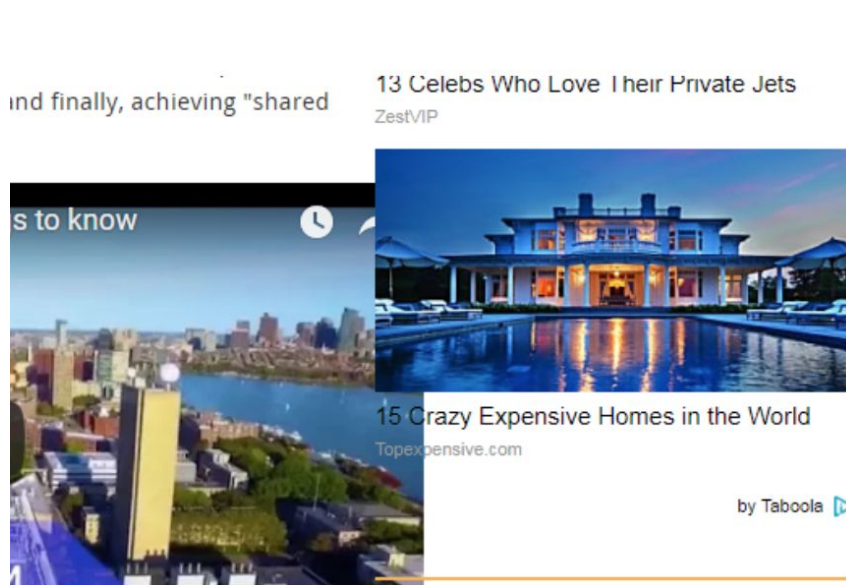 and finally, achieving "shared
s to know
13 Celebs Who Love Their Private Jets
ZestVIP
15 Crazy Expensive Homes in the World
Topexpensive.com
by Taboola